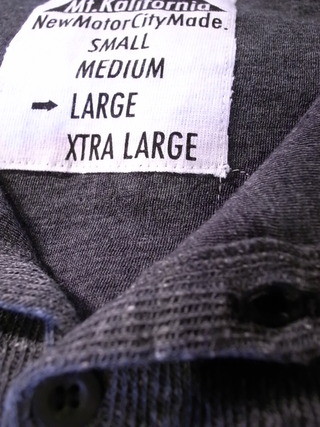 Mt.Kalifornia
NewMotorCityMade.
SMALL
MEDIUM
LARGE
XTRA LARGE